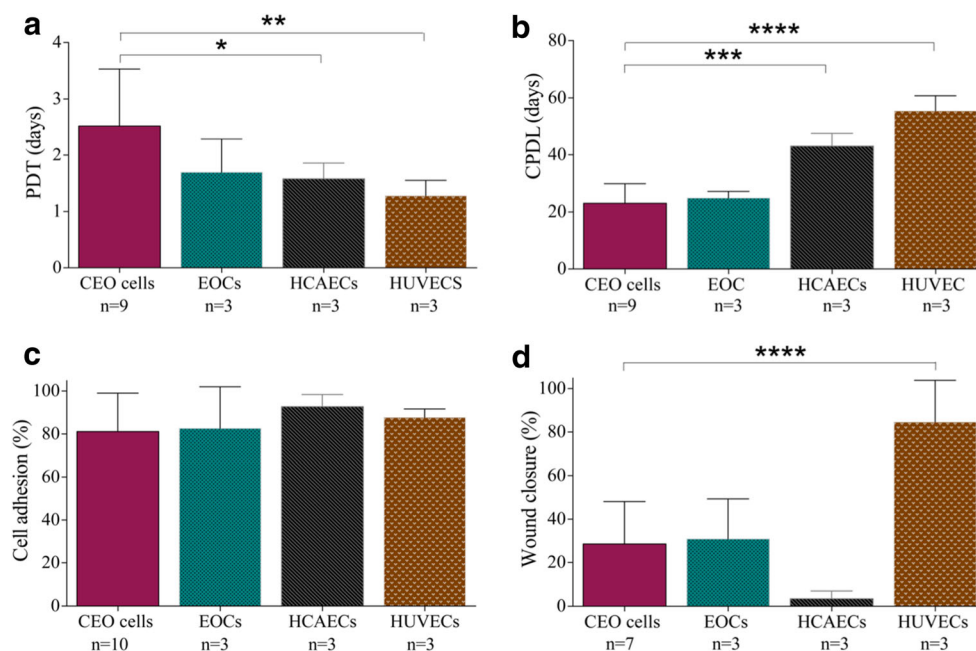 a
**
*
4
3
2
1
0
PDT (days)
CEO cells EOCs HCAECs HUVECS
n=9 n=3 n=3 n=3
b
****
***
80
60
40
20
0
CPDL (days)
CEO cells EOC HCAECs HUVEC
n=9 n=3 n=3 n=3
c
100
80
60
40
20
0
Cell adhesion (%)
CEO cells EOCs HCAECs HUVECs
n=10 n=3 n=3 n=3
d
****
100
80
60
40
20
0
Wound closure (%)
CEO cells EOCs HCAECs HUVECs
n=7 n=3 n=3 n=3